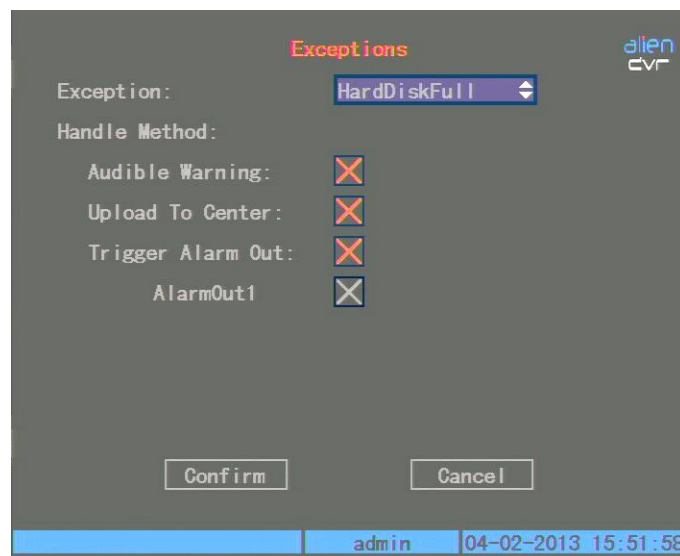 Exceptions
alien
dvr
Exception: HardDiskFull
Handle Method:
Audible Warning:
Upload To Center:
Trigger Alarm Out:
AlarmOut1
Confirm Cancel
admin 04-02-2013 15:51:58